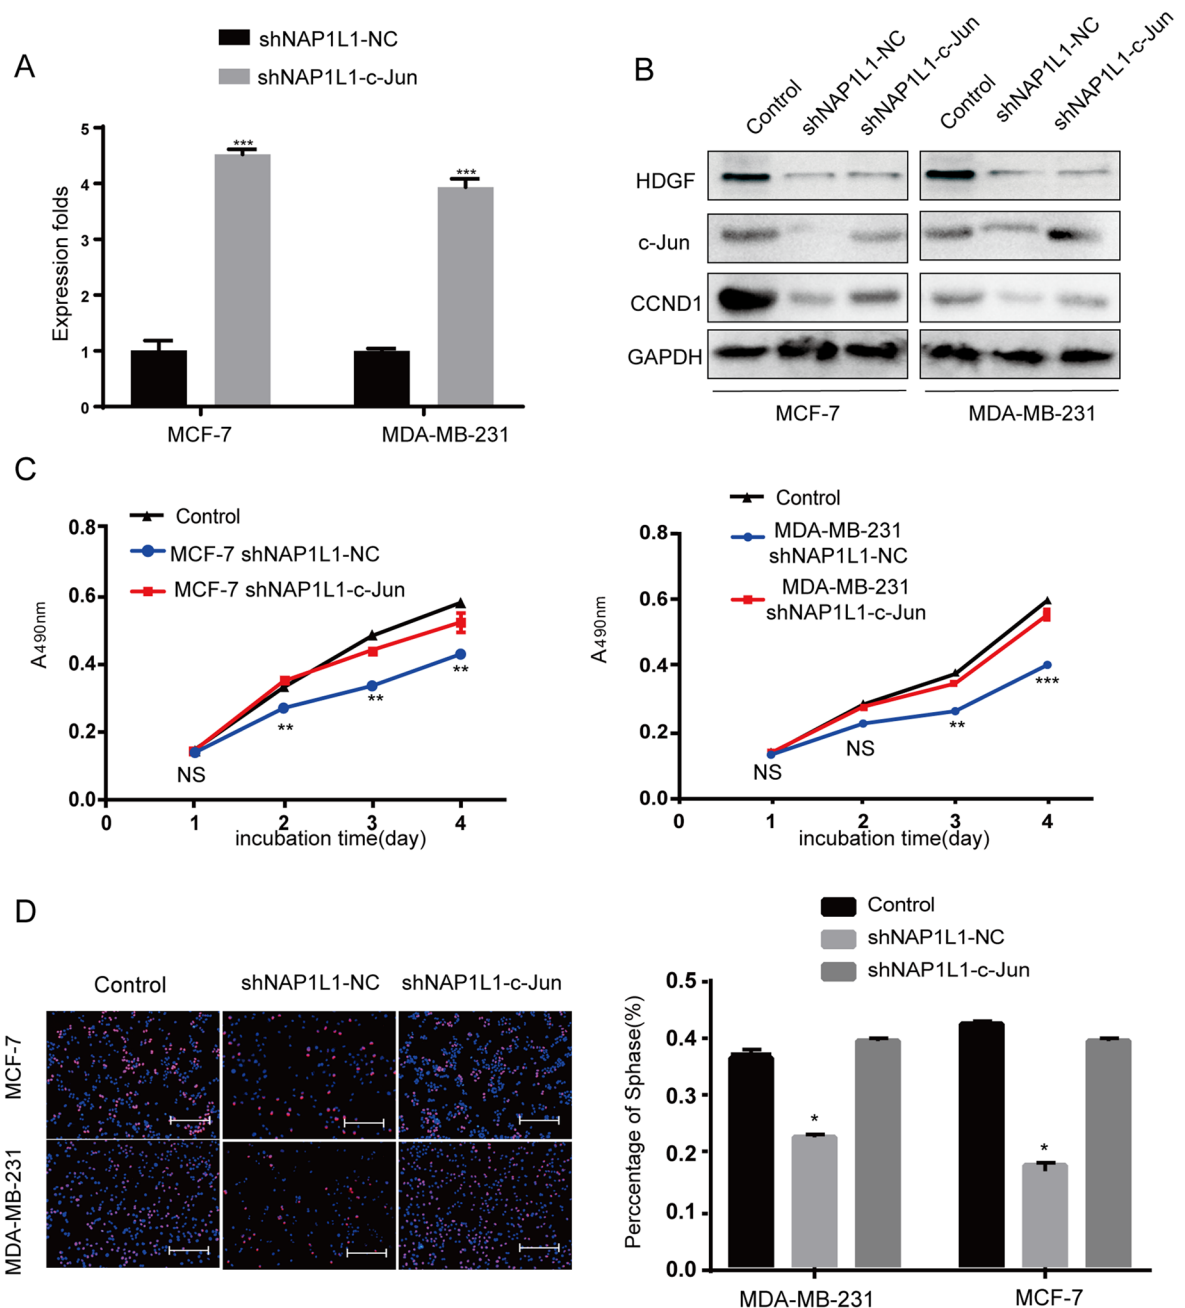 A
shNAP1L1-NC
shNAP1L1-c-Jun
Expression folds
5
4
3
2
1
0
***
***
MCF-7
MDA-MB-231
B
Control
shNAP1L1-NC
shNAP1L1-c-Jun
Control
shNAP1L1-NC
shNAP1L1-c-Jun
HDGF
c-Jun
CCND1
GAPDH
MCF-7
MDA-MB-231
C
Control
MCF-7 shNAP1L1-NC
MCF-7 shNAP1L1-c-Jun
A490nm
0.8
0.6
0.4
0.2
0.0
NS
**
**
**
0 1 2 3 4
incubation time(day)
Control
MDA-MB-231
shNAP1L1-NC
MDA-MB-231
shNAP1L1-c-Jun
A490nm
0.8
0.6
0.4
0.2
0.0
NS
NS
**
***
0 1 2 3 4
incubation time(day)
D
Control shNAP1L1-NC shNAP1L1-c-Jun
MCF-7
MDA-MB-231
Control
shNAP1L1-NC
shNAP1L1-c-Jun
Perccentage of Sphase(%)
0.5
0.4
0.3
0.2
0.1
0.0
*
*
MDA-MB-231
MCF-7